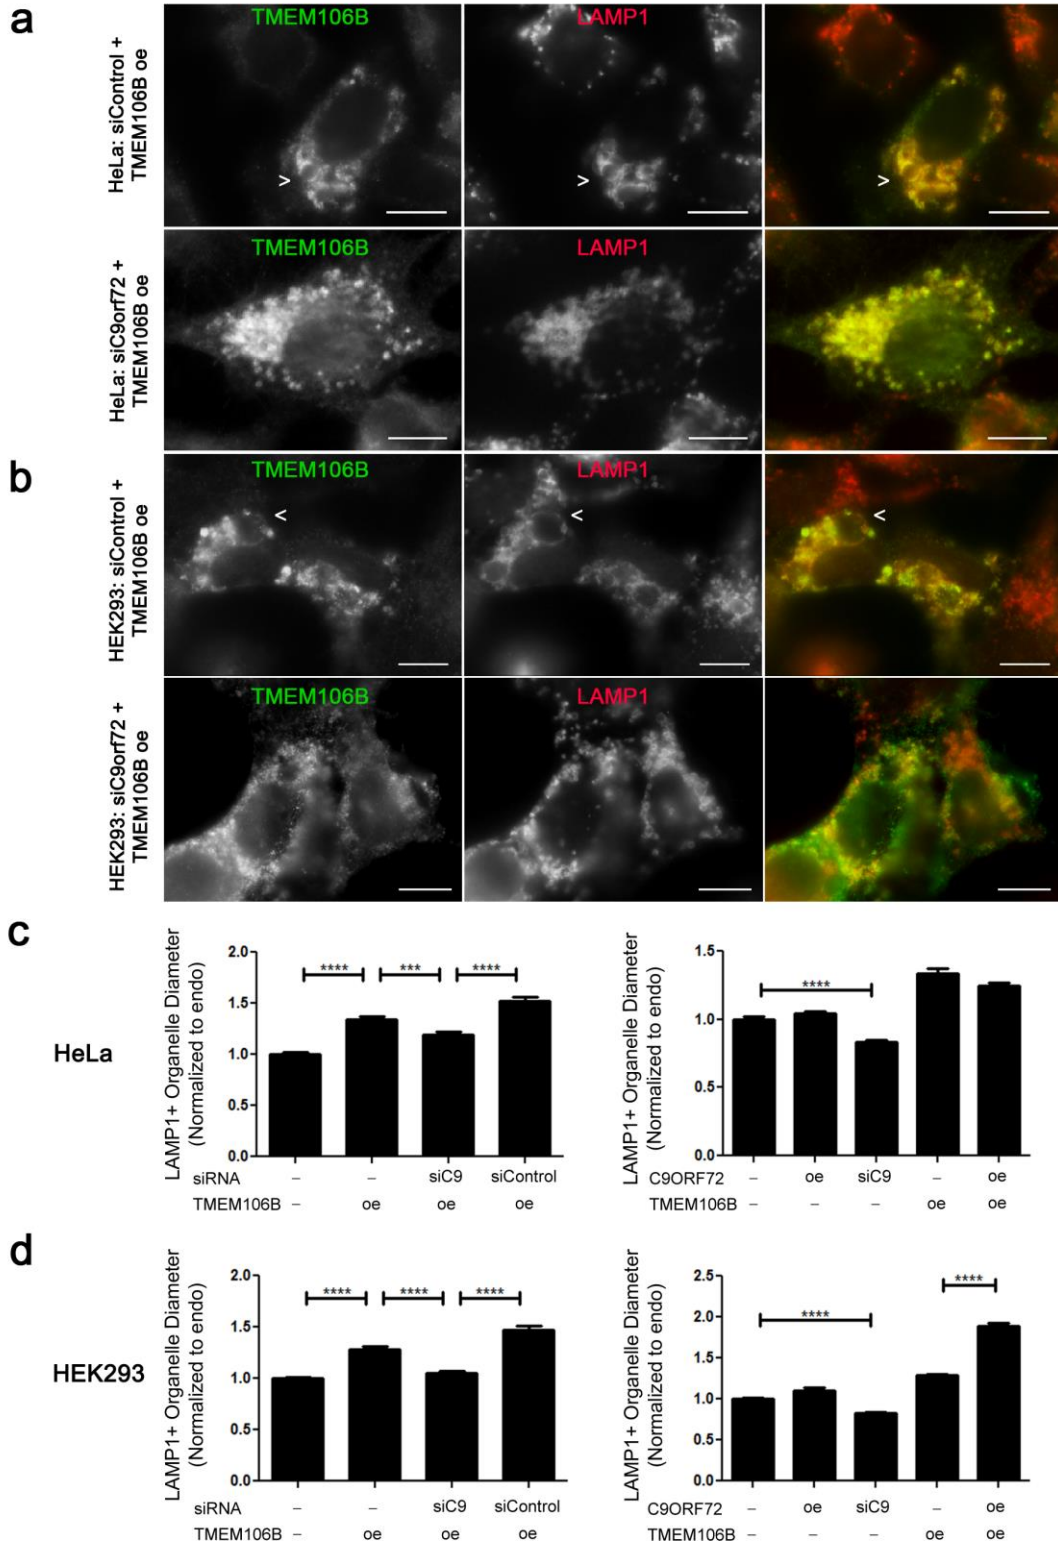 a
HeLa: siControl +
TMEM106B oe
TMEM106B
LAMP1
>
>
>
HeLa: siC9orf72 +
TMEM106B oe
TMEM106B
LAMP1
b
HEK293: siControl +
TMEM106B oe
TMEM106B
LAMP1
<
<
<
HEK293: siC9orf72 +
TMEM106B oe
TMEM106B
LAMP1
c
HeLa
LAMP1+ Organelle Diameter
(Normalized to endo)
2.0
1.5
1.0
0.5
0.0
**** *** ****
siRNA – – siC9 siControl
TMEM106B – oe oe oe
LAMP1+ Organelle Diameter
(Normalized to endo)
1.5
1.0
0.5
0.0
****
C9ORF72 – oe siC9 – oe
TMEM106B – – – oe oe
d
HEK293
LAMP1+ Organelle Diameter
(Normalized to endo)
2.0
1.5
1.0
0.5
0.0
**** **** ****
siRNA – – siC9 siControl
TMEM106B – oe oe oe
LAMP1+ Organelle Diameter
(Normalized to endo)
2.5
2.0
1.5
1.0
0.5
0.0
**** ****
C9ORF72 – oe siC9 – oe
TMEM106B – – – oe oe